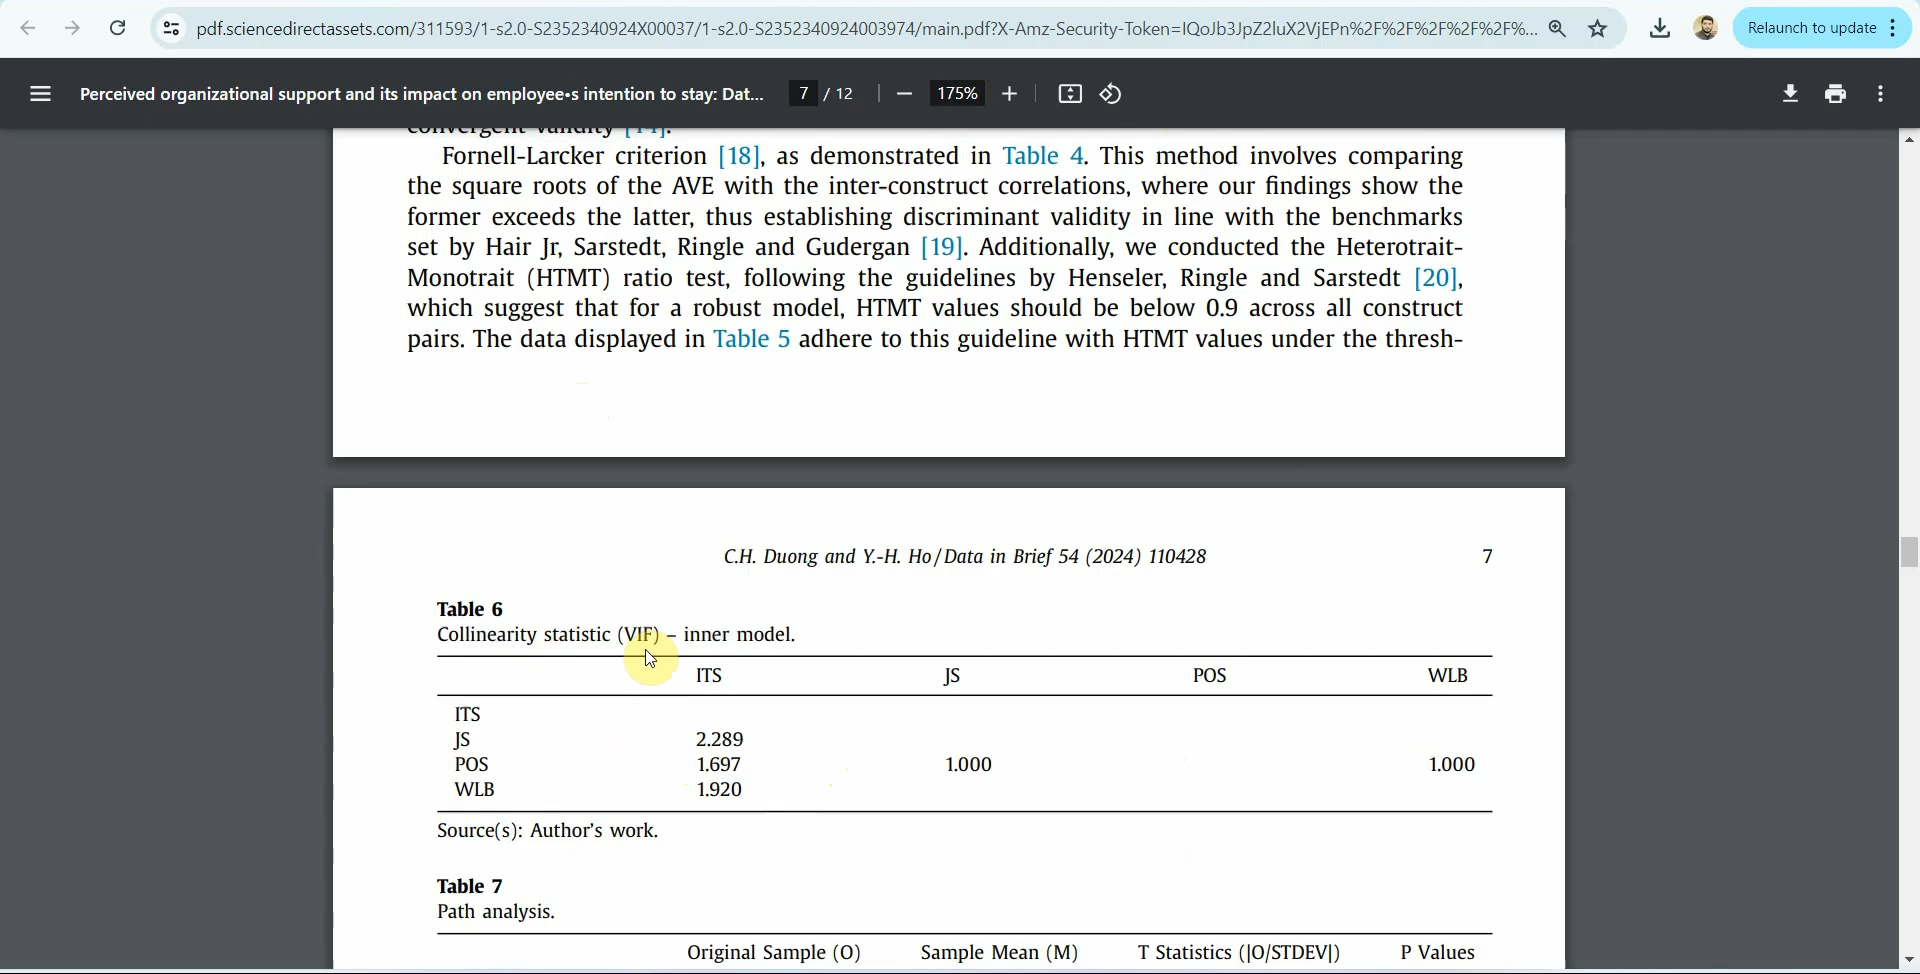 pdf.sciencedirectassets.com/311593/1-s2.0-S2352340924X00037/1-s2.0-S2352340924003974/main.pdf?X-Amz-Security-Token=IQoJb3JpZ2luX2VjEPn%2F%2F%2F%2F%2F%2F%...
Relaunch to update
Perceived organizational support and its impact on employee•s intention to stay: Dat...
7 / 12
175%
convergent validity [14].
Fornell-Larcker criterion [18], as demonstrated in Table 4. This method involves comparing
the square roots of the AVE with the inter-construct correlations, where our findings show the
former exceeds the latter, thus establishing discriminant validity in line with the benchmarks
set by Hair Jr, Sarstedt, Ringle and Gudergan [19]. Additionally, we conducted the Heterotrait-
Monotrait (HTMT) ratio test, following the guidelines by Henseler, Ringle and Sarstedt [20],
which suggest that for a robust model, HTMT values should be below 0.9 across all construct
pairs. The data displayed in Table 5 adhere to this guideline with HTMT values under the thresh-
C.H. Duong and Y.-H. Ho / Data in Brief 54 (2024) 110428 7
Table 6
Collinearity statistic (VIF) – inner model.
ITS JS POS WLB
ITS
JS 2.289
POS 1.697 1.000 1.000
WLB 1.920
Source(s): Author's work.
Table 7
Path analysis.
Original Sample (O) Sample Mean (M) T Statistics (|O/STDEV|) P Values